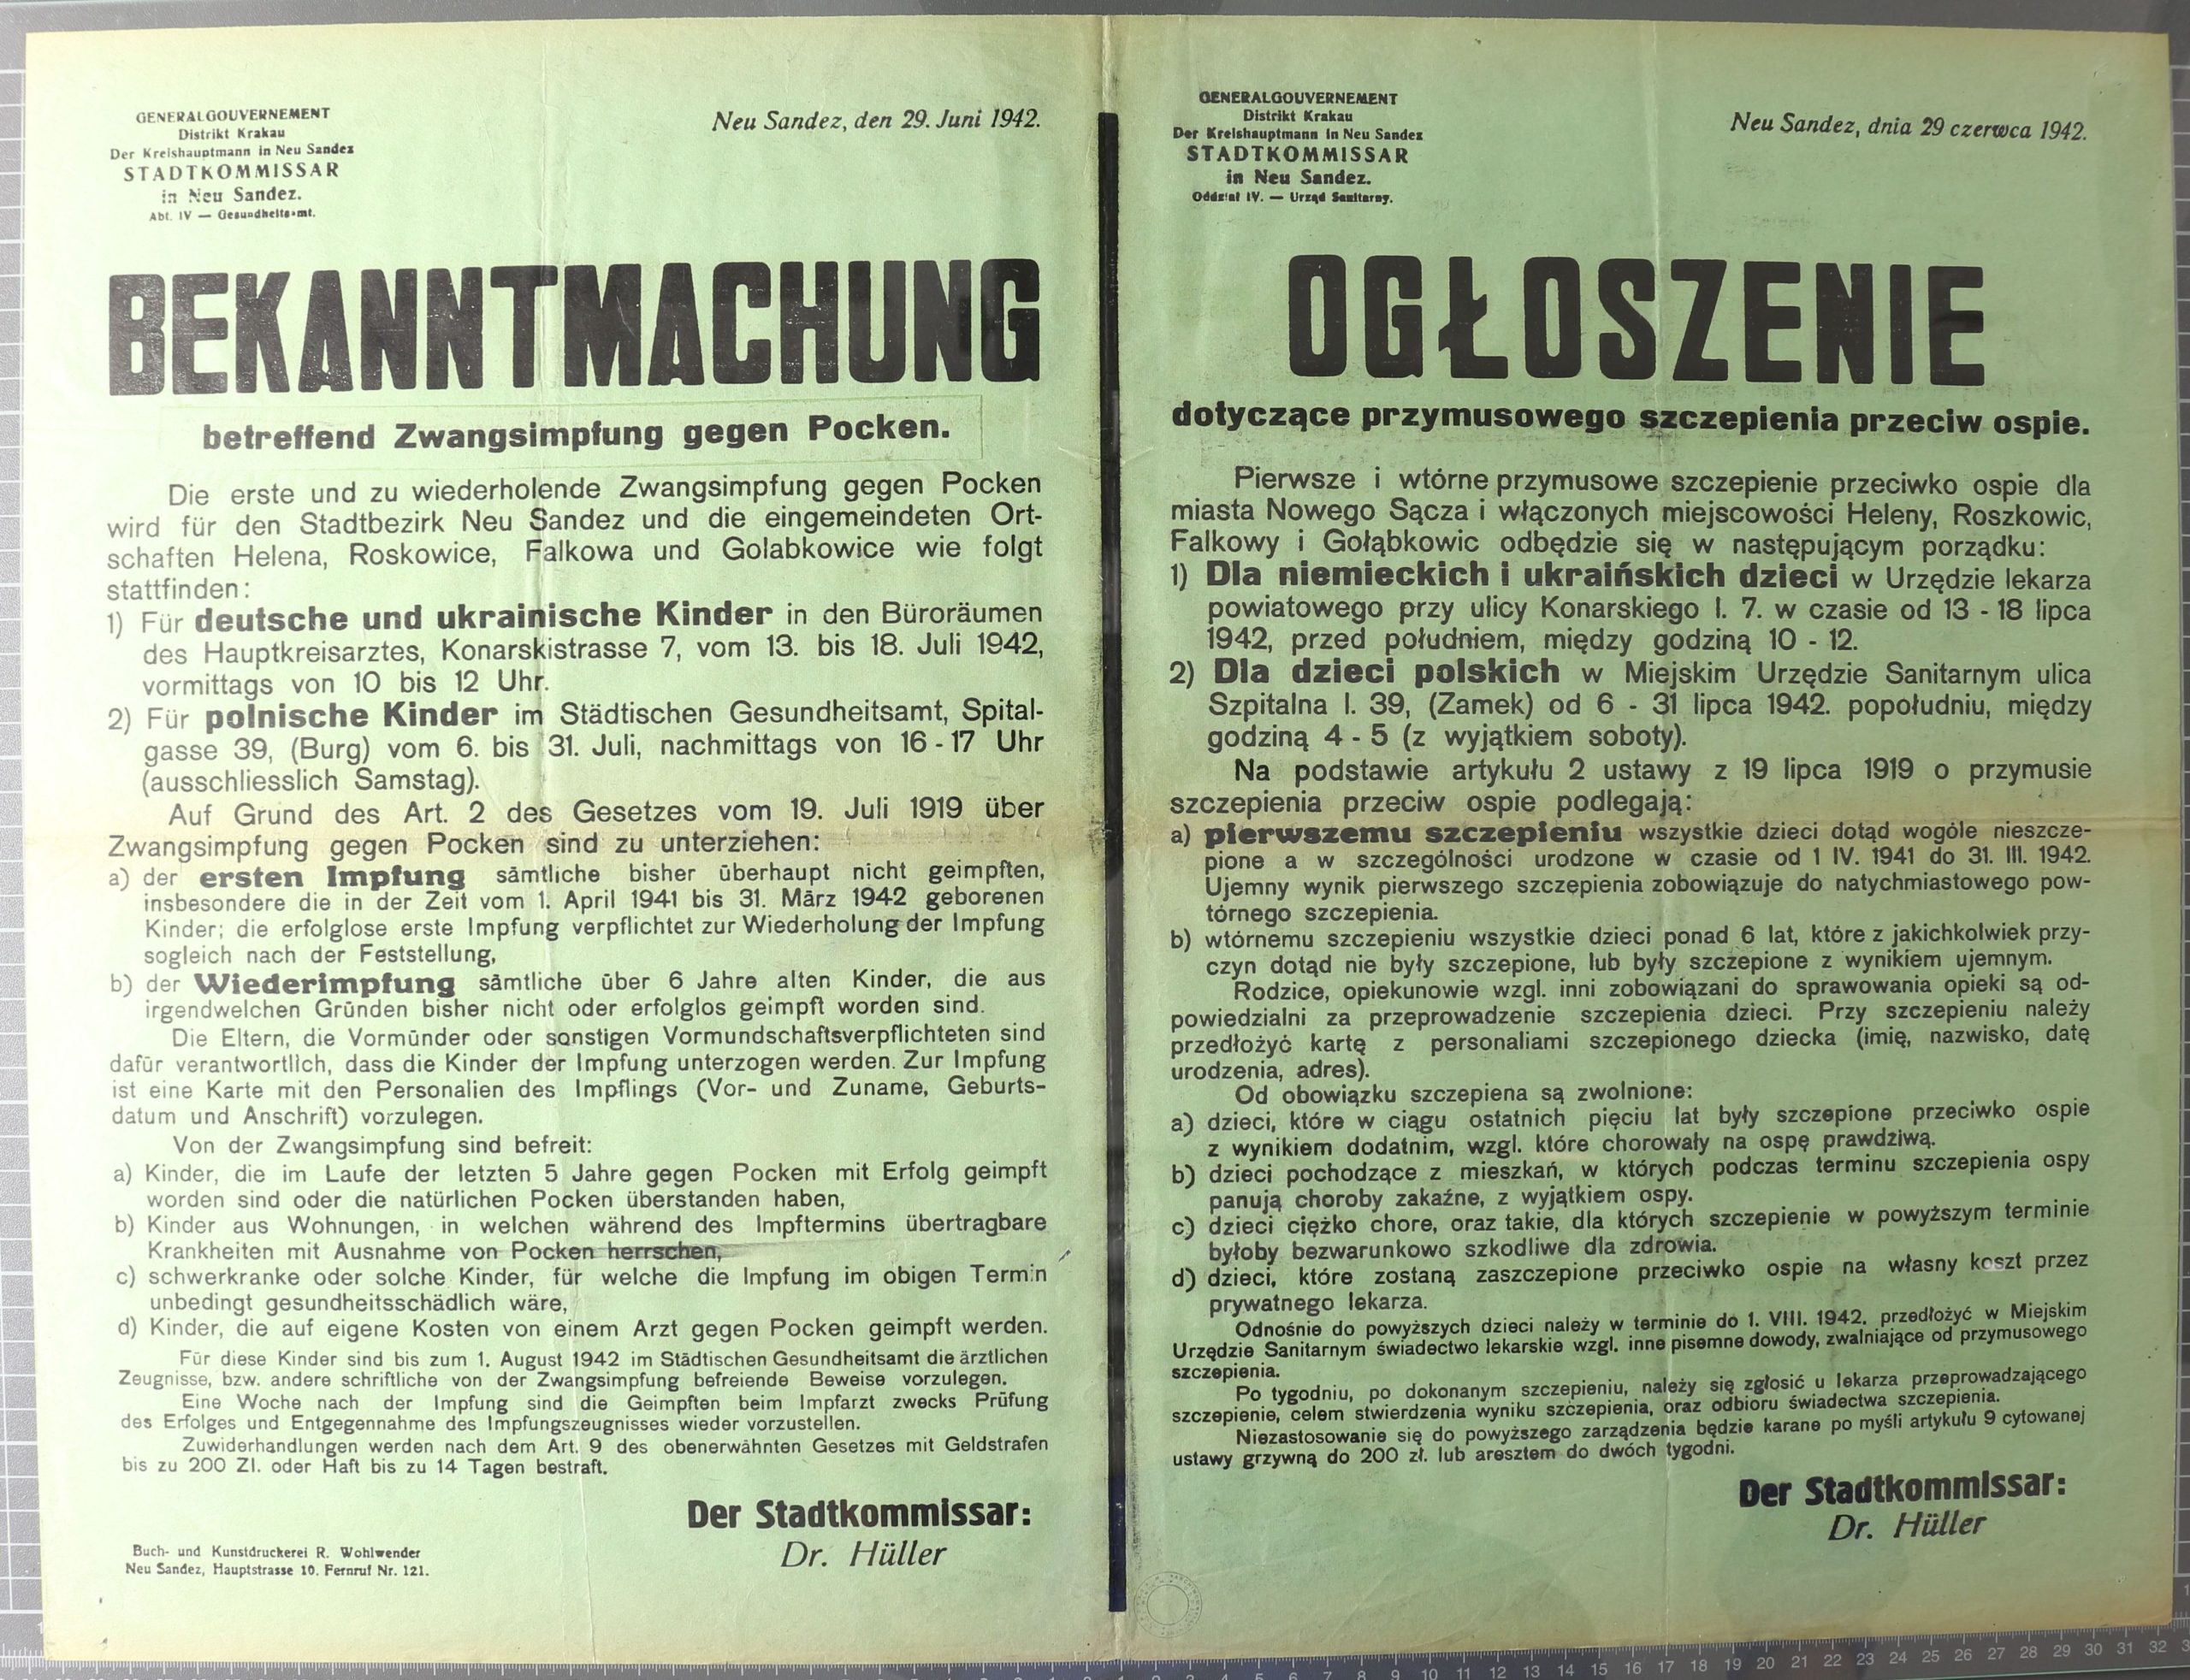 GENERALGOUVERNEMENT
Distrikt Krakau
Der Kreishauptmann in Neu Sandez
STADTKOMMISSAR
in Neu Sandez.
Abt. IV — Gesundheitsamt.
Neu Sandez, den 29. Juni 1942.
BEKANNTMACHUNG
betreffend Zwangsimpfung gegen Pocken.
Die erste und zu wiederholende Zwangsimpfung gegen Pocken
wird für den Stadtbezirk Neu Sandez und die eingemeindeten Ort-
schaften Helena, Roskowice, Falkowa und Golabkowice wie folgt
stattfinden:
1) Für deutsche und ukrainische Kinder in den Büroräumen
des Hauptkreisarztes, Konarskistrasse 7, vom 13. bis 18. Juli 1942,
vormittags von 10 bis 12 Uhr.
2) Für polnische Kinder im Städtischen Gesundheitsamt, Spital-
gasse 39, (Burg) vom 6. bis 31. Juli, nachmittags von 16 - 17 Uhr
(ausschliesslich Samstag).
Auf Grund des Art. 2 des Gesetzes vom 19. Juli 1919 über
Zwangsimpfung gegen Pocken sind zu unterziehen:
a) der ersten Impfung sämtliche bisher überhaupt nicht geimpften,
insbesondere die in der Zeit vom 1. April 1941 bis 31. März 1942 geborenen
Kinder; die erfolglose erste Impfung verpflichtet zur Wiederholung der Impfung
sogleich nach der Feststellung,
b) der Wiederimpfung sämtliche über 6 Jahre alten Kinder, die aus
irgendwelchen Gründen bisher nicht oder erfolglos geimpft worden sind.
Die Eltern, die Vormünder oder sonstigen Vormundschaftsverpflichteten sind
dafür verantwortlich, dass die Kinder der Impfung unterzogen werden. Zur Impfung
ist eine Karte mit den Personalien des Impflings (Vor- und Zuname, Geburts-
datum und Anschrift) vorzulegen.
Von der Zwangsimpfung sind befreit:
a) Kinder, die im Laufe der letzten 5 Jahre gegen Pocken mit Erfolg geimpft
worden sind oder die natürlichen Pocken überstanden haben,
b) Kinder aus Wohnungen, in welchen während des Impftermins übertragbare
Krankheiten mit Ausnahme von Pocken herrschen,
c) schwerkranke oder solche Kinder, für welche die Impfung im obigen Termin
unbedingt gesundheitsschädlich wäre,
d) Kinder, die auf eigene Kosten von einem Arzt gegen Pocken geimpft werden.
Für diese Kinder sind bis zum 1. August 1942 im Städtischen Gesundheitsamt die ärztlichen
Zeugnisse, bzw. andere schriftliche von der Zwangsimpfung befreiende Beweise vorzulegen.
Eine Woche nach der Impfung sind die Geimpften beim Impfarzt zwecks Prüfung
des Erfolges und Entgegennahme des Impfungszeugnisses wieder vorzustellen.
Zuwiderhandlungen werden nach dem Art. 9 des obenerwähnten Gesetzes mit Geldstrafen
bis zu 200 Zl. oder Haft bis zu 14 Tagen bestraft.
Der Stadtkommissar:
Dr. Hüller
Buch- und Kunstdruckerei R. Wohlwender
Neu Sandez, Hauptstrasse 10. Fernruf Nr. 121.
GENERALGOUVERNEMENT
Distrikt Krakau
Der Kreishauptmann in Neu Sandez
STADTKOMMISSAR
in Neu Sandez.
Oddział IV. — Urząd Sanitarny.
Neu Sandez, dnia 29 czerwca 1942.
OGŁOSZENIE
dotyczące przymusowego szczepienia przeciw ospie.
Pierwsze i wtórne przymusowe szczepienie przeciwko ospie dla
miasta Nowego Sącza i włączonych miejscowości Heleny, Roszkowic,
Falkowy i Gołąbkowic odbędzie się w następującym porządku:
1) Dla niemieckich i ukraińskich dzieci w Urzędzie lekarza
powiatowego przy ulicy Konarskiego l. 7. w czasie od 13 - 18 lipca
1942, przed południem, między godziną 10 - 12.
2) Dla dzieci polskich w Miejskim Urzędzie Sanitarnym ulica
Szpitalna l. 39, (Zamek) od 6 - 31 lipca 1942. popołudniu, między
godziną 4 - 5 (z wyjątkiem soboty).
Na podstawie artykułu 2 ustawy z 19 lipca 1919 o przymusie
szczepienia przeciw ospie podlegają:
a) pierwszemu szczepieniu wszystkie dzieci dotąd wogóle nieszcze-
pione a w szczególności urodzone w czasie od 1 IV. 1941 do 31. III. 1942.
Ujemny wynik pierwszego szczepienia zobowiązuje do natychmiastowego pow-
tórnego szczepienia.
b) wtórnemu szczepieniu wszystkie dzieci ponad 6 lat, które z jakichkolwiek przy-
czyn dotąd nie były szczepione, lub były szczepione z wynikiem ujemnym.
Rodzice, opiekunowie wzgl. inni zobowiązani do sprawowania opieki są od-
powiedzialni za przeprowadzenie szczepienia dzieci. Przy szczepieniu należy
przedłożyć kartę z personaliami szczepionego dziecka (imię, nazwisko, datę
urodzenia, adres).
Od obowiązku szczepiena są zwolnione:
a) dzieci, które w ciągu ostatnich pięciu lat były szczepione przeciwko ospie
z wynikiem dodatnim, wzgl. które chorowały na ospę prawdziwą.
b) dzieci pochodzące z mieszkań, w których podczas terminu szczepienia ospy
panują choroby zakaźne, z wyjątkiem ospy.
c) dzieci ciężko chore, oraz takie, dla których szczepienie w powyższym terminie
byłoby bezwarunkowo szkodliwe dla zdrowia.
d) dzieci, które zostaną zaszczepione przeciwko ospie na własny koszt przez
prywatnego lekarza.
Odnośnie do powyższych dzieci należy w terminie do 1. VIII. 1942. przedłożyć w Miejskim
Urzędzie Sanitarnym świadectwo lekarskie wzgl. inne pisemne dowody, zwalniające od przymusowego
szczepienia.
Po tygodniu, po dokonanym szczepieniu, należy się zgłosić u lekarza przeprowadzającego
szczepienie, celem stwierdzenia wyniku szczepienia, oraz odbioru świadectwa szczepienia.
Niezastosowanie się do powyższego zarządzenia będzie karane po myśli artykułu 9 cytowanej
ustawy grzywną do 200 zł. lub aresztem do dwóch tygodni.
Der Stadtkommissar:
Dr. Hüller